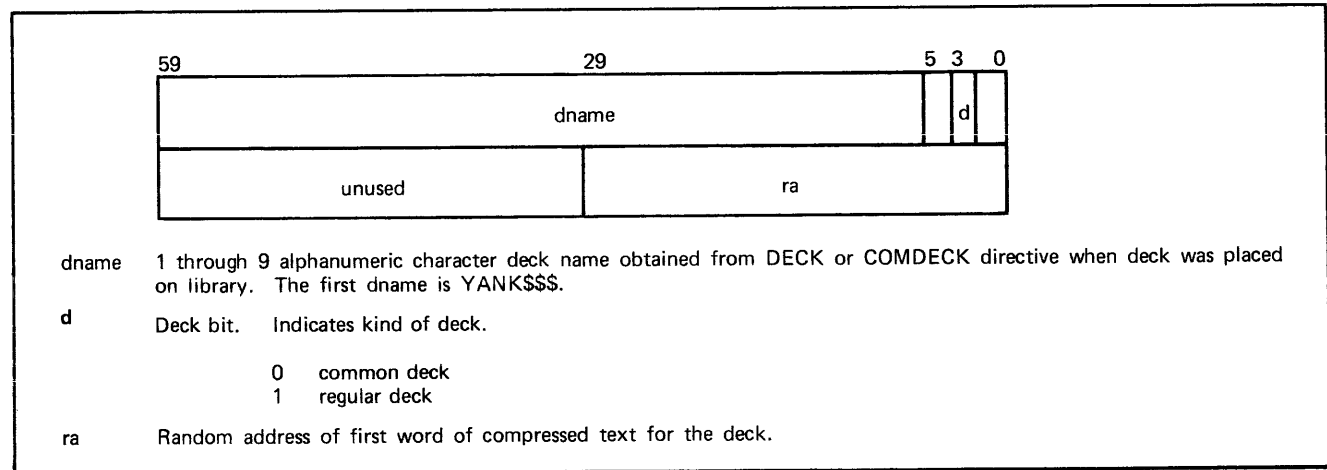 59 29 5 3 0
dname d
unused ra
dname 1 through 9 alphanumeric character deck name obtained from DECK or COMDECK directive when deck was placed
on library. The first dname is YANK$$$.
d Deck bit. Indicates kind of deck.
0 common deck
1 regular deck
ra Random address of first word of compressed text for the deck.